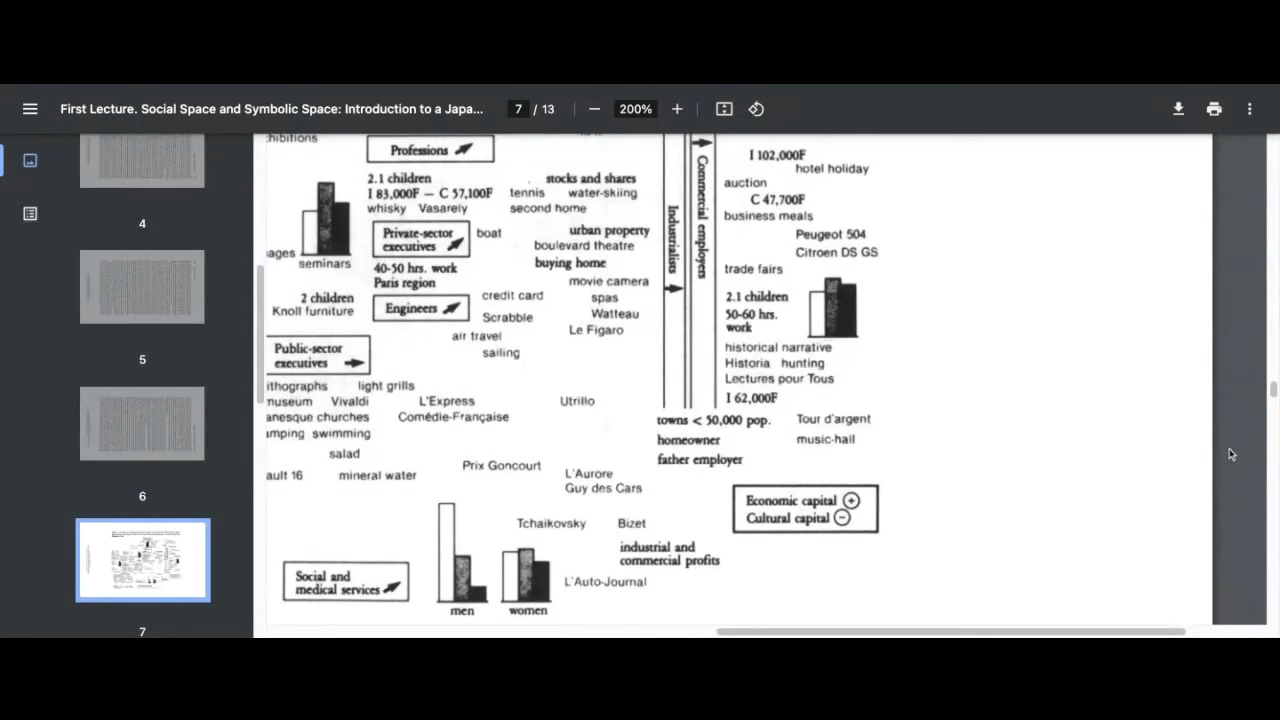 First Lecture. Social Space and Symbolic Space: Introduction to a Japa...
7 / 13
200%
4
5
6
7
Professions
2.1 children
I 83,000F — C 57,100F
whisky Vasarely
stocks and shares
tennis water-skiing
second home
Private-sector
executives
boat
urban property
boulevard theatre
buying home
seminars
40-50 hrs. work
Paris region
movie camera
2 children
Knoll furniture
Engineers
credit card
Scrabble
spas
Watteau
Le Figaro
air travel
sailing
Public-sector
executives
light grills
Vivaldi
L'Express
Utrillo
churches
Comédie-Française
swimming
salad
mineral water
Prix Goncourt
L'Aurore
Guy des Cars
Tchaikovsky
Bizet
industrial and
commercial profits
L'Auto-Journal
Social and
medical services
men
women
Industrialists
Commercial employers
I 102,000F
hotel holiday
auction
C 47,700F
business meals
Peugeot 504
Citroen DS GS
trade fairs
2.1 children
50-60 hrs.
work
historical narrative
Historia hunting
Lectures pour Tous
I 62,000F
towns < 50,000 pop.
Tour d'argent
homeowner
music-hall
father employer
Economic capital +
Cultural capital −